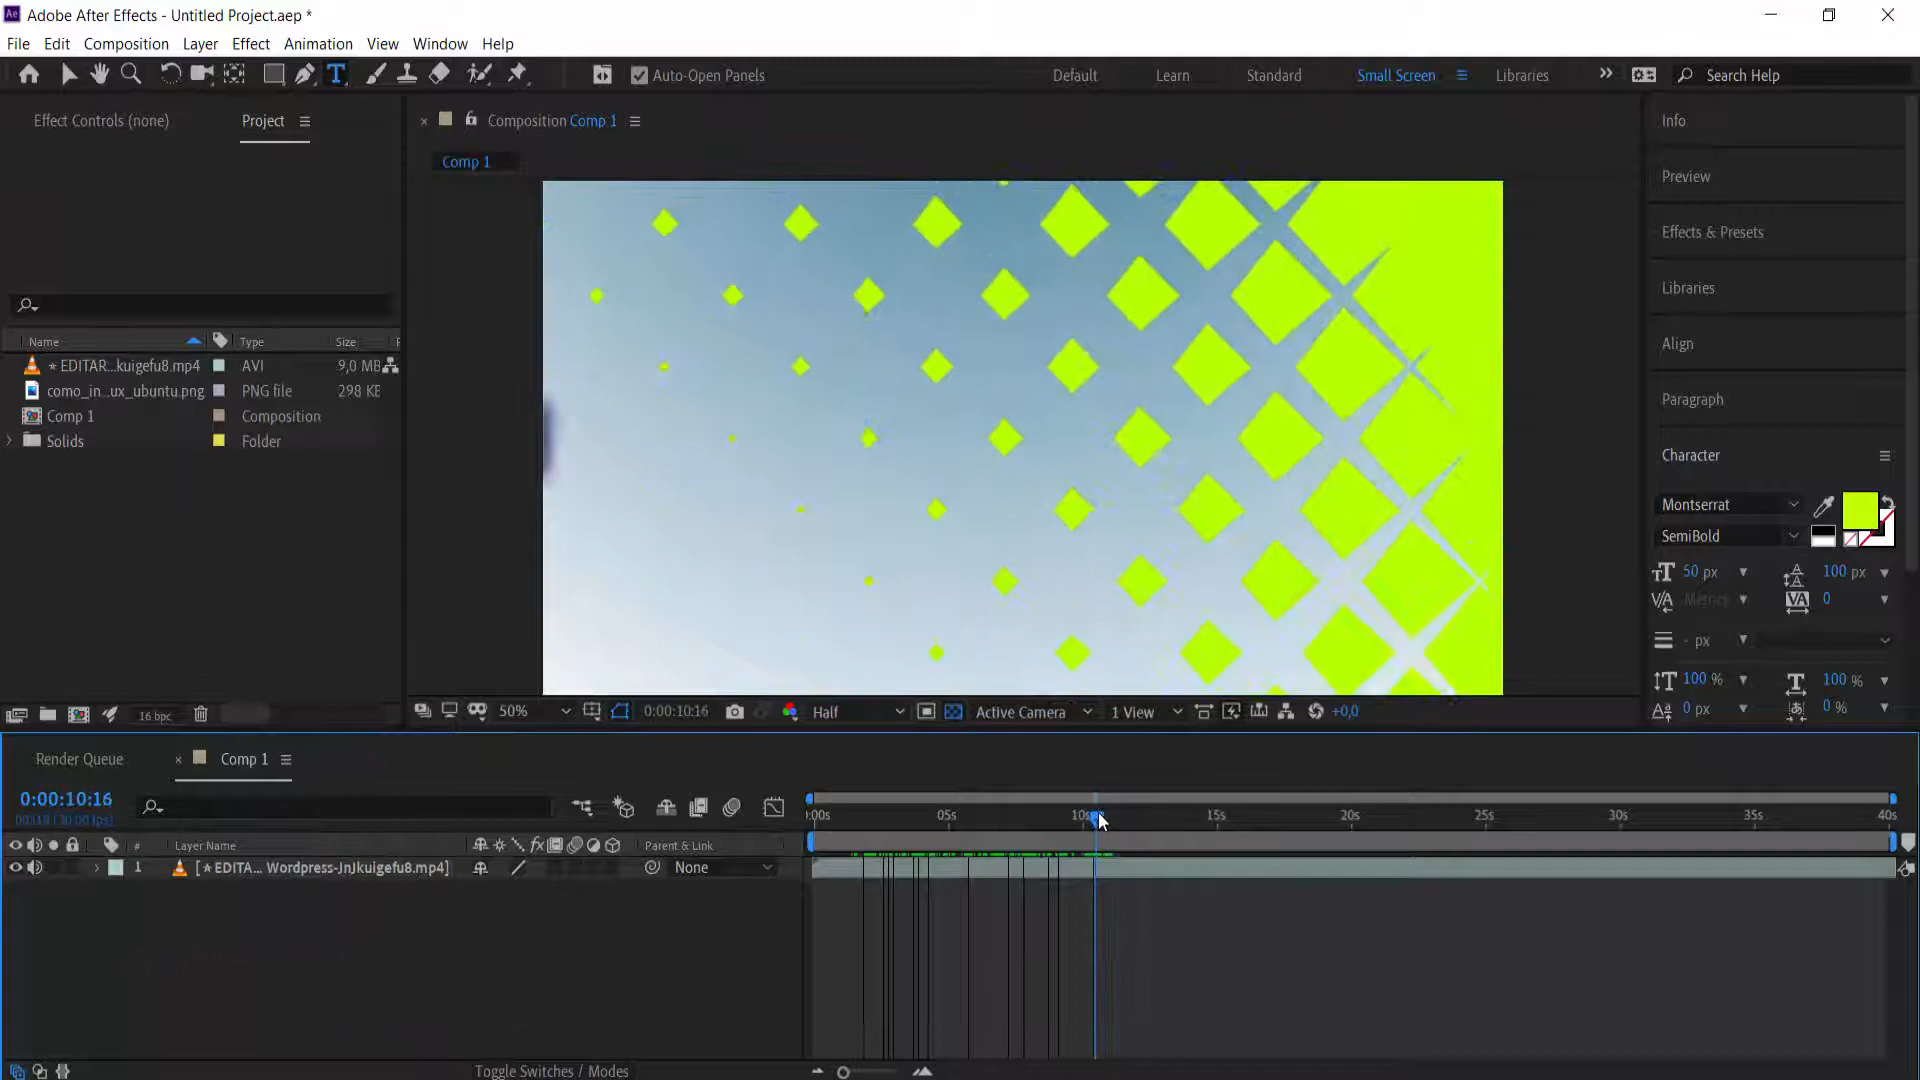 Ae Adobe After Effects - Untitled Project.aep *
File Edit Composition Layer Effect Animation View Window Help
Auto-Open Panels Default Learn Standard Small Screen Libraries Search Help
Effect Controls (none) Project Composition Comp 1 Info
Comp 1
Preview
Effects & Presets
Libraries
Name Type Size Align
EDITAR...kuigefu8.mp4 AVI 9,0 MB
como_in...ux_ubuntu.png PNG file 298 KE
Comp 1 Composition Paragraph
Solids Folder
Character
Montserrat
SemiBold
50 px 100 px
Metrics 0
- px
100 % 100 %
0 px 0 %
16 bpc 50% 0:00:10:16 Half Active Camera 1 View +0,0
Render Queue Comp 1
0:00:10:16
:00s 05s 10s 15s 20s 25s 30s 35s 40s
# Layer Name fx Parent & Link
1 [★EDITA... Wordpress-JnJkuigefu8.mp4] None
Toggle Switches / Modes